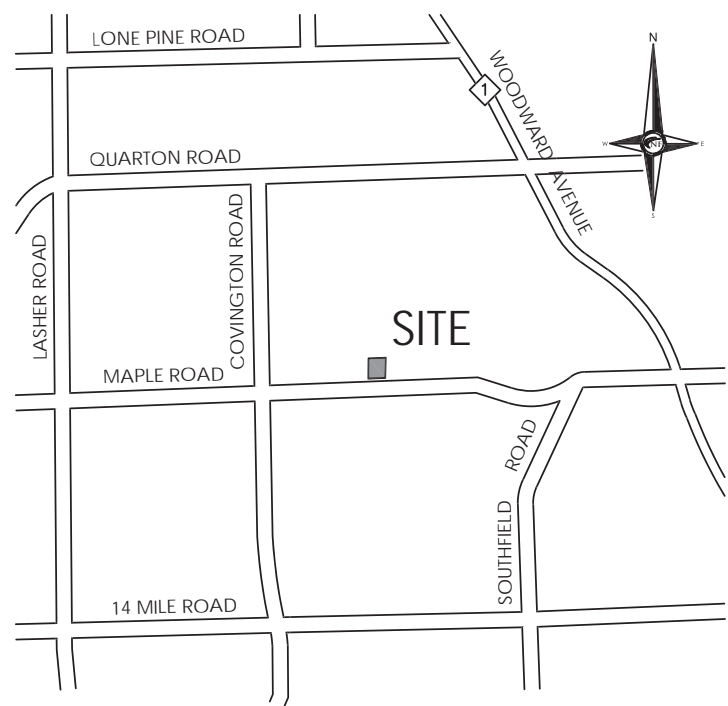 LONE PINE ROAD
N
1
WOODWARD AVENUE
W
NF
E
QUARTON ROAD
S
LASHER ROAD
COVINGTON ROAD
SITE
MAPLE ROAD
SOUTHFIELD ROAD
14 MILE ROAD